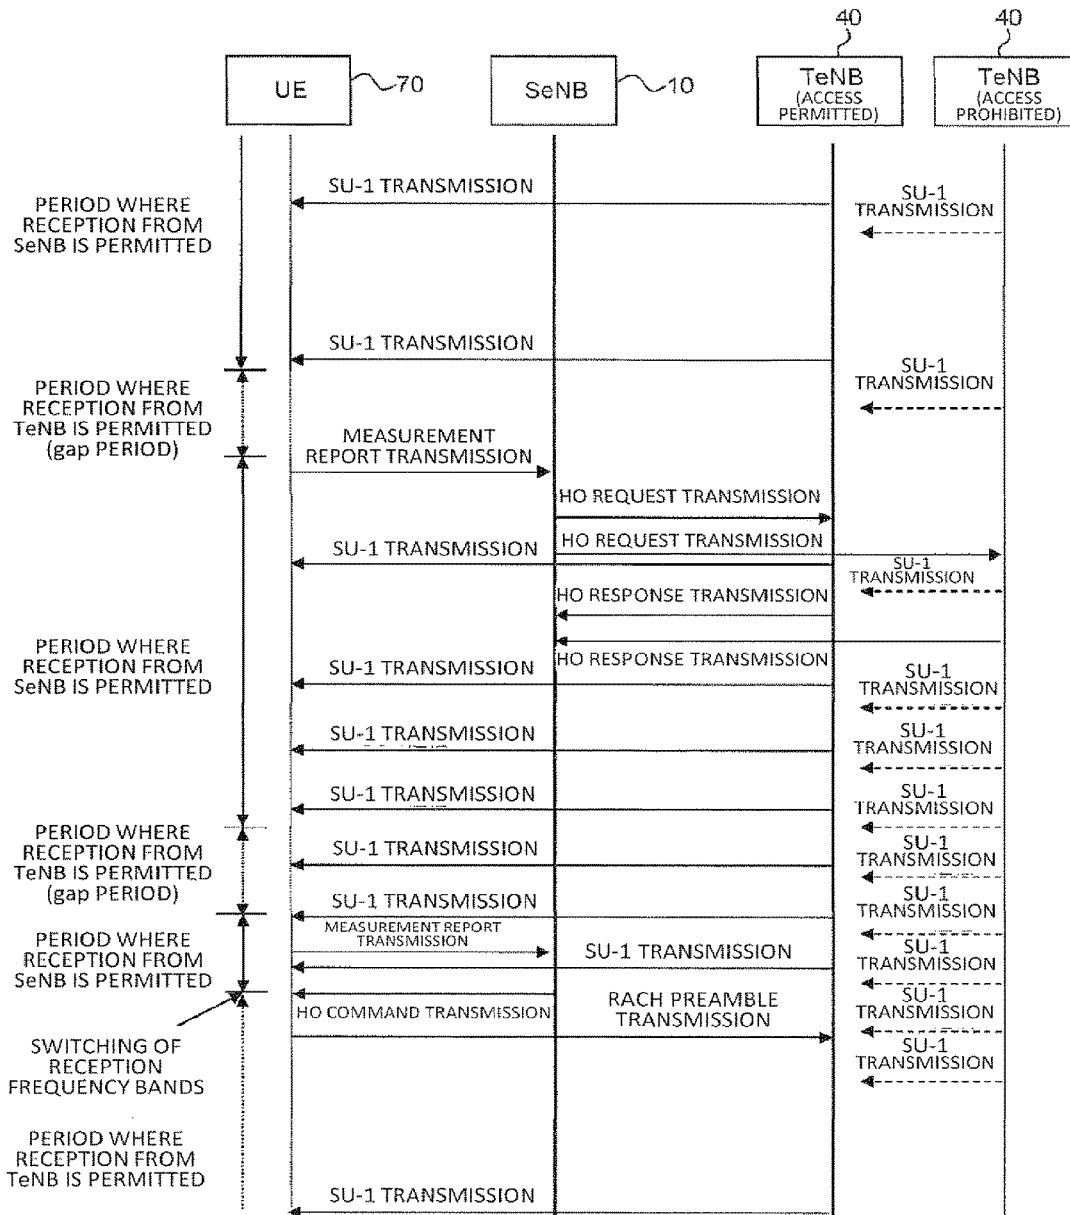 40
40
UE
70
SeNB
10
TeNB
(ACCESS
PERMITTED)
TeNB
(ACCESS
PROHIBITED)
PERIOD WHERE
RECEPTION FROM
SeNB IS PERMITTED
SU-1 TRANSMISSION
SU-1
TRANSMISSION
SU-1 TRANSMISSION
SU-1
TRANSMISSION
PERIOD WHERE
RECEPTION FROM
TeNB IS PERMITTED
(gap PERIOD)
MEASUREMENT
REPORT TRANSMISSION
HO REQUEST TRANSMISSION
HO REQUEST TRANSMISSION
SU-1 TRANSMISSION
SU-1
TRANSMISSION
HO RESPONSE TRANSMISSION
PERIOD WHERE
RECEPTION FROM
SeNB IS PERMITTED
HO RESPONSE TRANSMISSION
SU-1 TRANSMISSION
SU-1
TRANSMISSION
SU-1 TRANSMISSION
SU-1
TRANSMISSION
SU-1 TRANSMISSION
SU-1
TRANSMISSION
PERIOD WHERE
RECEPTION FROM
TeNB IS PERMITTED
(gap PERIOD)
SU-1 TRANSMISSION
SU-1
TRANSMISSION
SU-1 TRANSMISSION
SU-1
TRANSMISSION
PERIOD WHERE
RECEPTION FROM
SeNB IS PERMITTED
MEASUREMENT REPORT
TRANSMISSION
SU-1 TRANSMISSION
SU-1
TRANSMISSION
HO COMMAND TRANSMISSION
RACH PREAMBLE
TRANSMISSION
SU-1
TRANSMISSION
SWITCHING OF
RECEPTION
FREQUENCY BANDS
SU-1
TRANSMISSION
PERIOD WHERE
RECEPTION FROM
TeNB IS PERMITTED
SU-1 TRANSMISSION